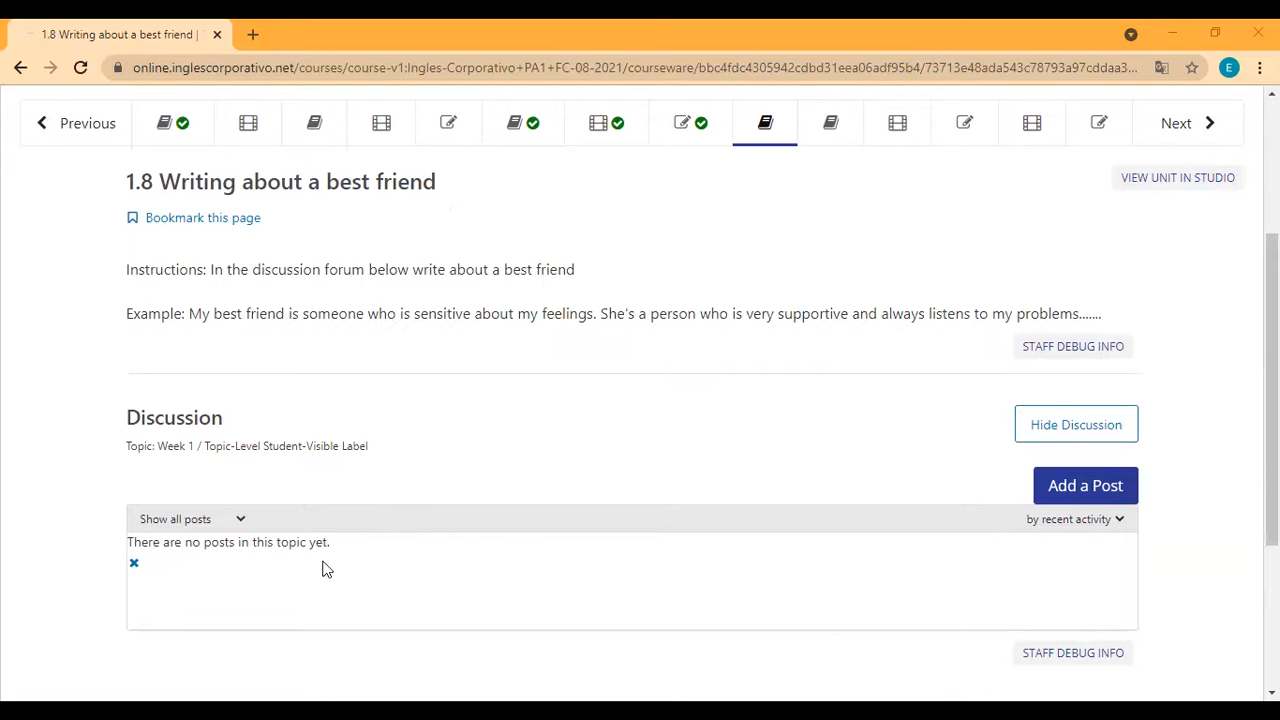 1.8 Writing about a best friend |
online.inglescorporativo.net/courses/course-v1:Ingles-Corporativo+PA1+FC-08-2021/courseware/bbc4fdc4305942cdbd31eea06adf95b4/73713e48ada543c78793a97cddaa3...
E
Previous
Next
1.8 Writing about a best friend
VIEW UNIT IN STUDIO
Bookmark this page
Instructions: In the discussion forum below write about a best friend
Example: My best friend is someone who is sensitive about my feelings. She's a person who is very supportive and always listens to my problems.......
STAFF DEBUG INFO
Discussion
Hide Discussion
Topic: Week 1 / Topic-Level Student-Visible Label
Add a Post
Show all posts
by recent activity
There are no posts in this topic yet.
STAFF DEBUG INFO